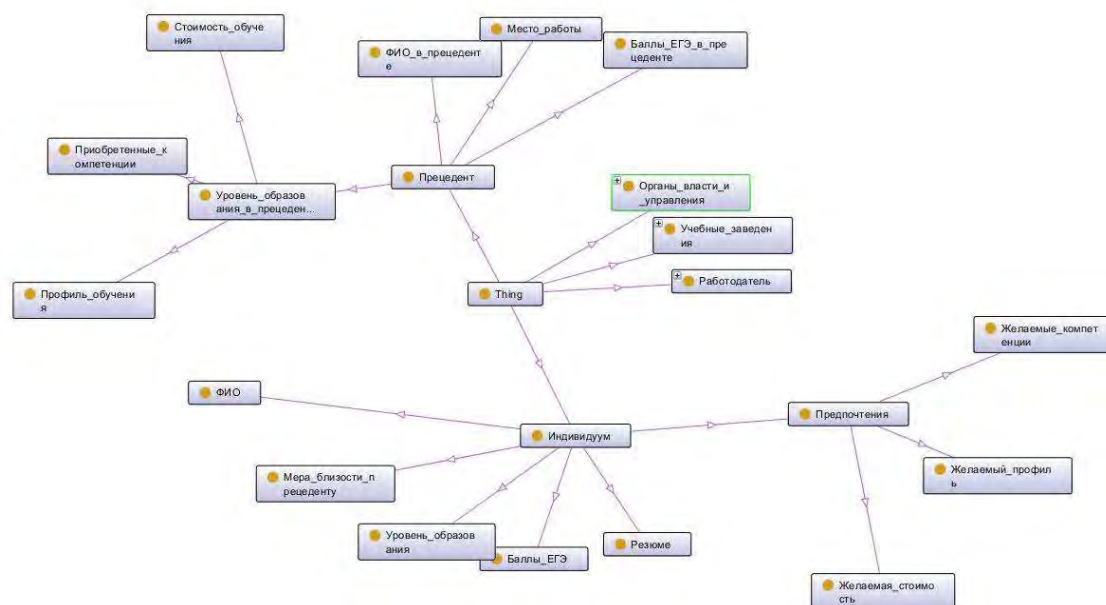 Стоимость_обуче
ния
Место_работы
ФИО_в_прецедент
е
Баллы_ЕГЭ_в_пре
цеденте
Приобретенные_к
омпетенции
Прецедент
Уровень_образов
ания_в_прецеден...
Органы_власти_и
_управления
Учебные_заведен
ия
Работодатель
Профиль_обучени
я
Thing
Желаемые_компет
енции
ФИО
Предпочтения
Индивидуум
Мера_близости_п
рецеденту
Желаемый_профил
ь
Уровень_образов
ания
Баллы_ЕГЭ
Резюме
Желаемая_стоимо
сть